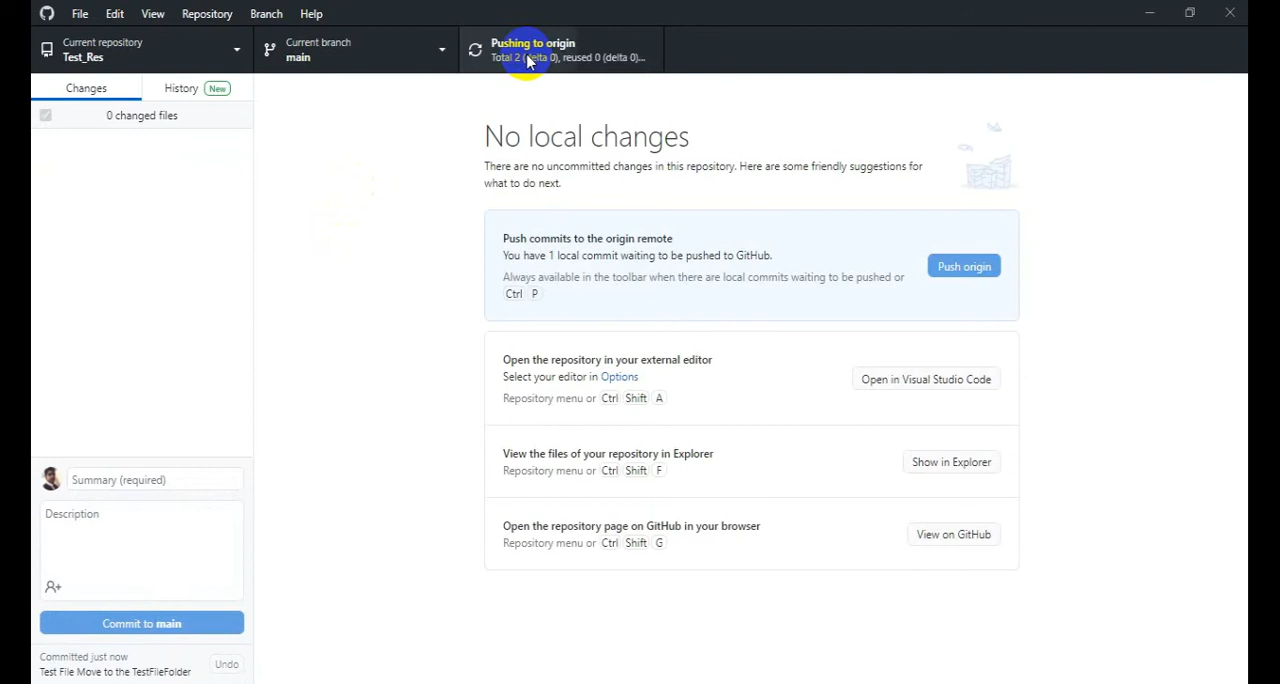 File Edit View Repository Branch Help
Current repository
Test_Res
Current branch
main
Pushing to origin
Total 2 (delta 0), reused 0 (delta 0)...
Changes
History New
0 changed files
No local changes
There are no uncommitted changes in this repository. Here are some friendly suggestions for
what to do next.
Push commits to the origin remote
You have 1 local commit waiting to be pushed to GitHub.
Always available in the toolbar when there are local commits waiting to be pushed or
Ctrl P
Push origin
Open the repository in your external editor
Select your editor in Options
Repository menu or Ctrl Shift A
Open in Visual Studio Code
View the files of your repository in Explorer
Repository menu or Ctrl Shift F
Show in Explorer
Open the repository page on GitHub in your browser
Repository menu or Ctrl Shift G
View on GitHub
Summary (required)
Description
Commit to main
Committed just now
Test File Move to the TestFileFolder
Undo